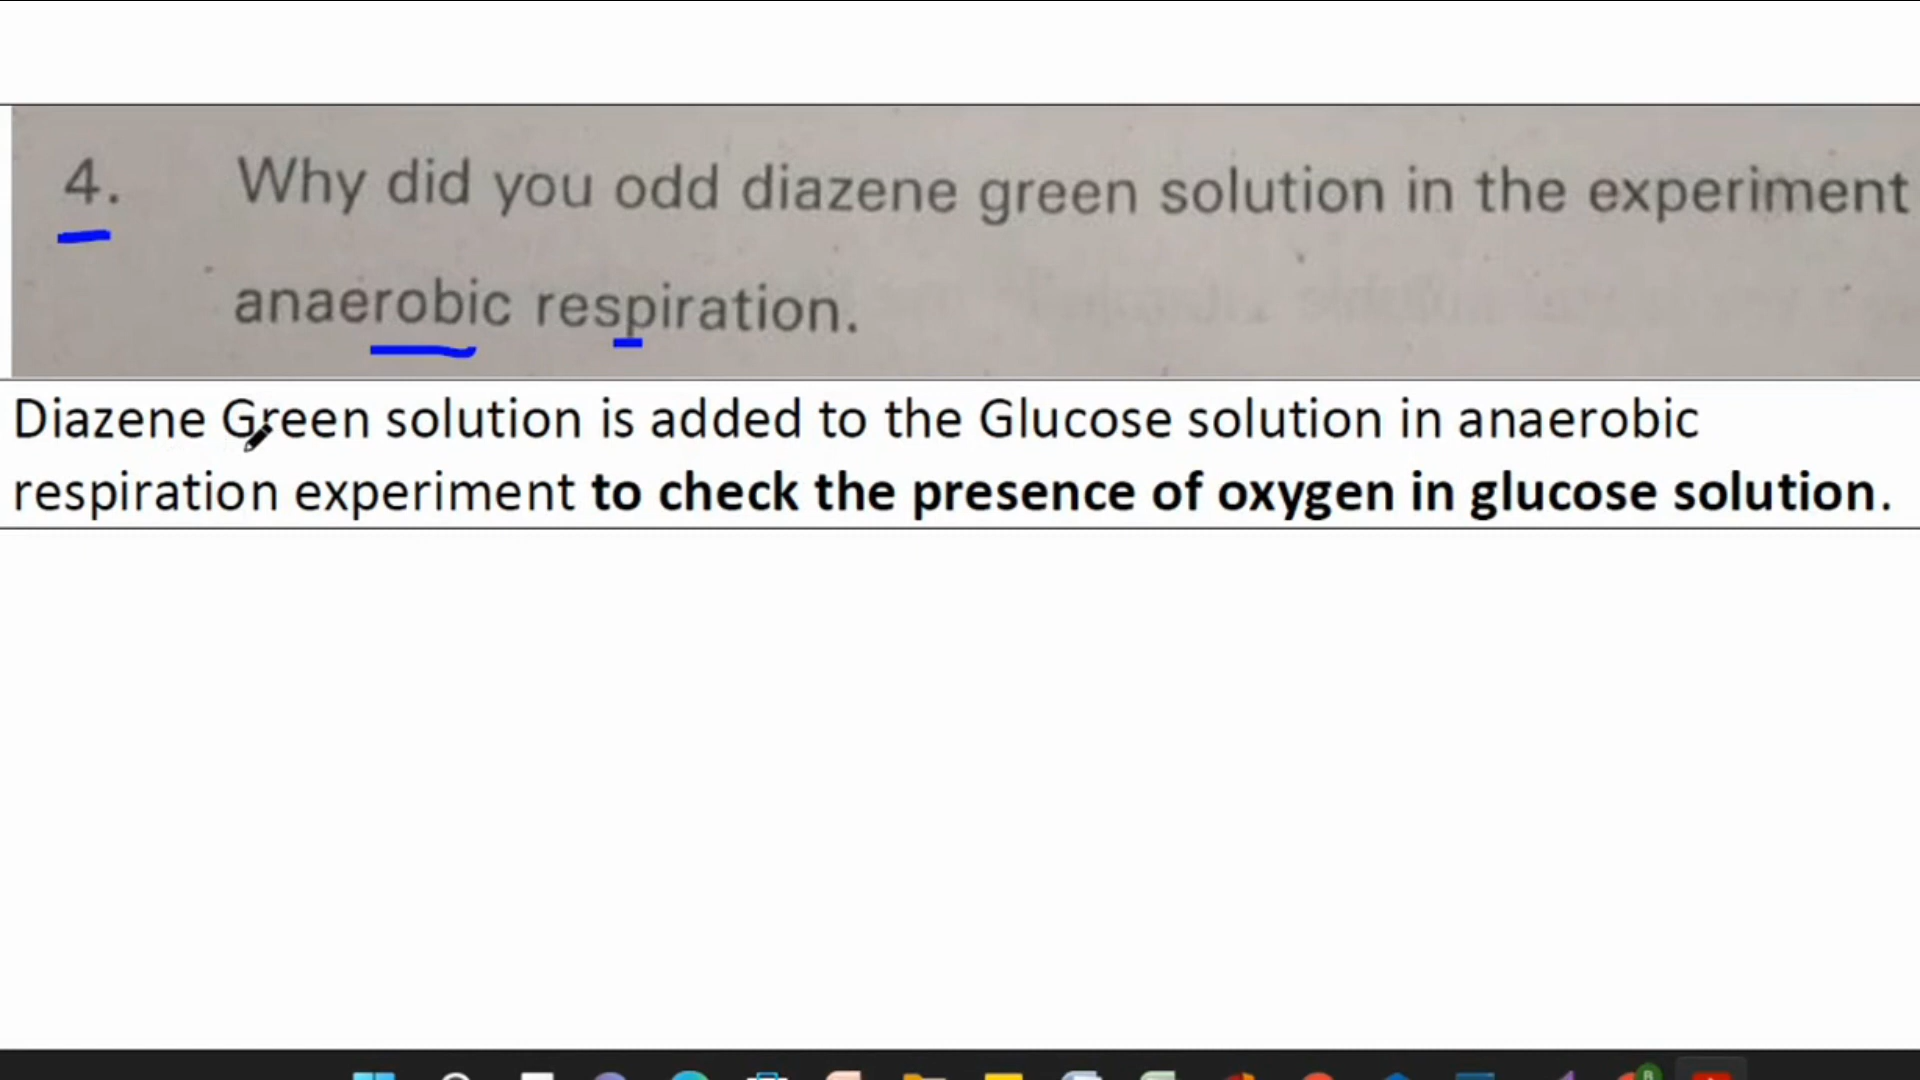 4. Why did you odd diazene green solution in the experiment
anaerobic respiration.
Diazene Green solution is added to the Glucose solution in anaerobic
respiration experiment to check the presence of oxygen in glucose solution.